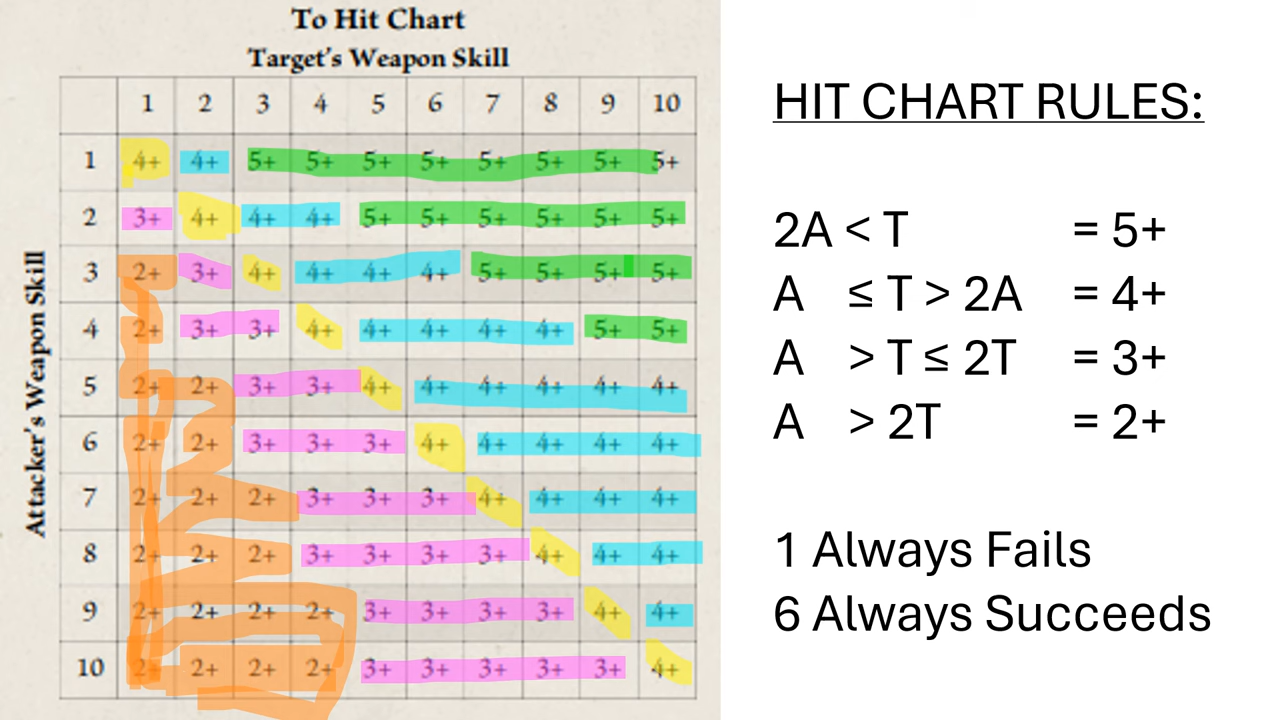 To Hit Chart
Target's Weapon Skill
1 2 3 4 5 6 7 8 9 10
1 4+ 4+ 5+ 5+ 5+ 5+ 5+ 5+ 5+ 5+
2 3+ 4+ 4+ 4+ 5+ 5+ 5+ 5+ 5+ 5+
3 2+ 3+ 4+ 4+ 4+ 4+ 5+ 5+ 5+ 5+
4 2+ 3+ 3+ 4+ 4+ 4+ 4+ 4+ 5+ 5+
5 2+ 2+ 3+ 3+ 4+ 4+ 4+ 4+ 4+ 4+
6 2+ 2+ 3+ 3+ 3+ 4+ 4+ 4+ 4+ 4+
7 2+ 2+ 2+ 3+ 3+ 3+ 4+ 4+ 4+ 4+
8 2+ 2+ 2+ 3+ 3+ 3+ 3+ 4+ 4+ 4+
9 2+ 2+ 2+ 2+ 3+ 3+ 3+ 3+ 4+ 4+
10 2+ 2+ 2+ 2+ 3+ 3+ 3+ 3+ 3+ 4+
Attacker's Weapon Skill
HIT CHART RULES:
2A < T = 5+
A ≤ T > 2A = 4+
A > T ≤ 2T = 3+
A > 2T = 2+
1 Always Fails
6 Always Succeeds